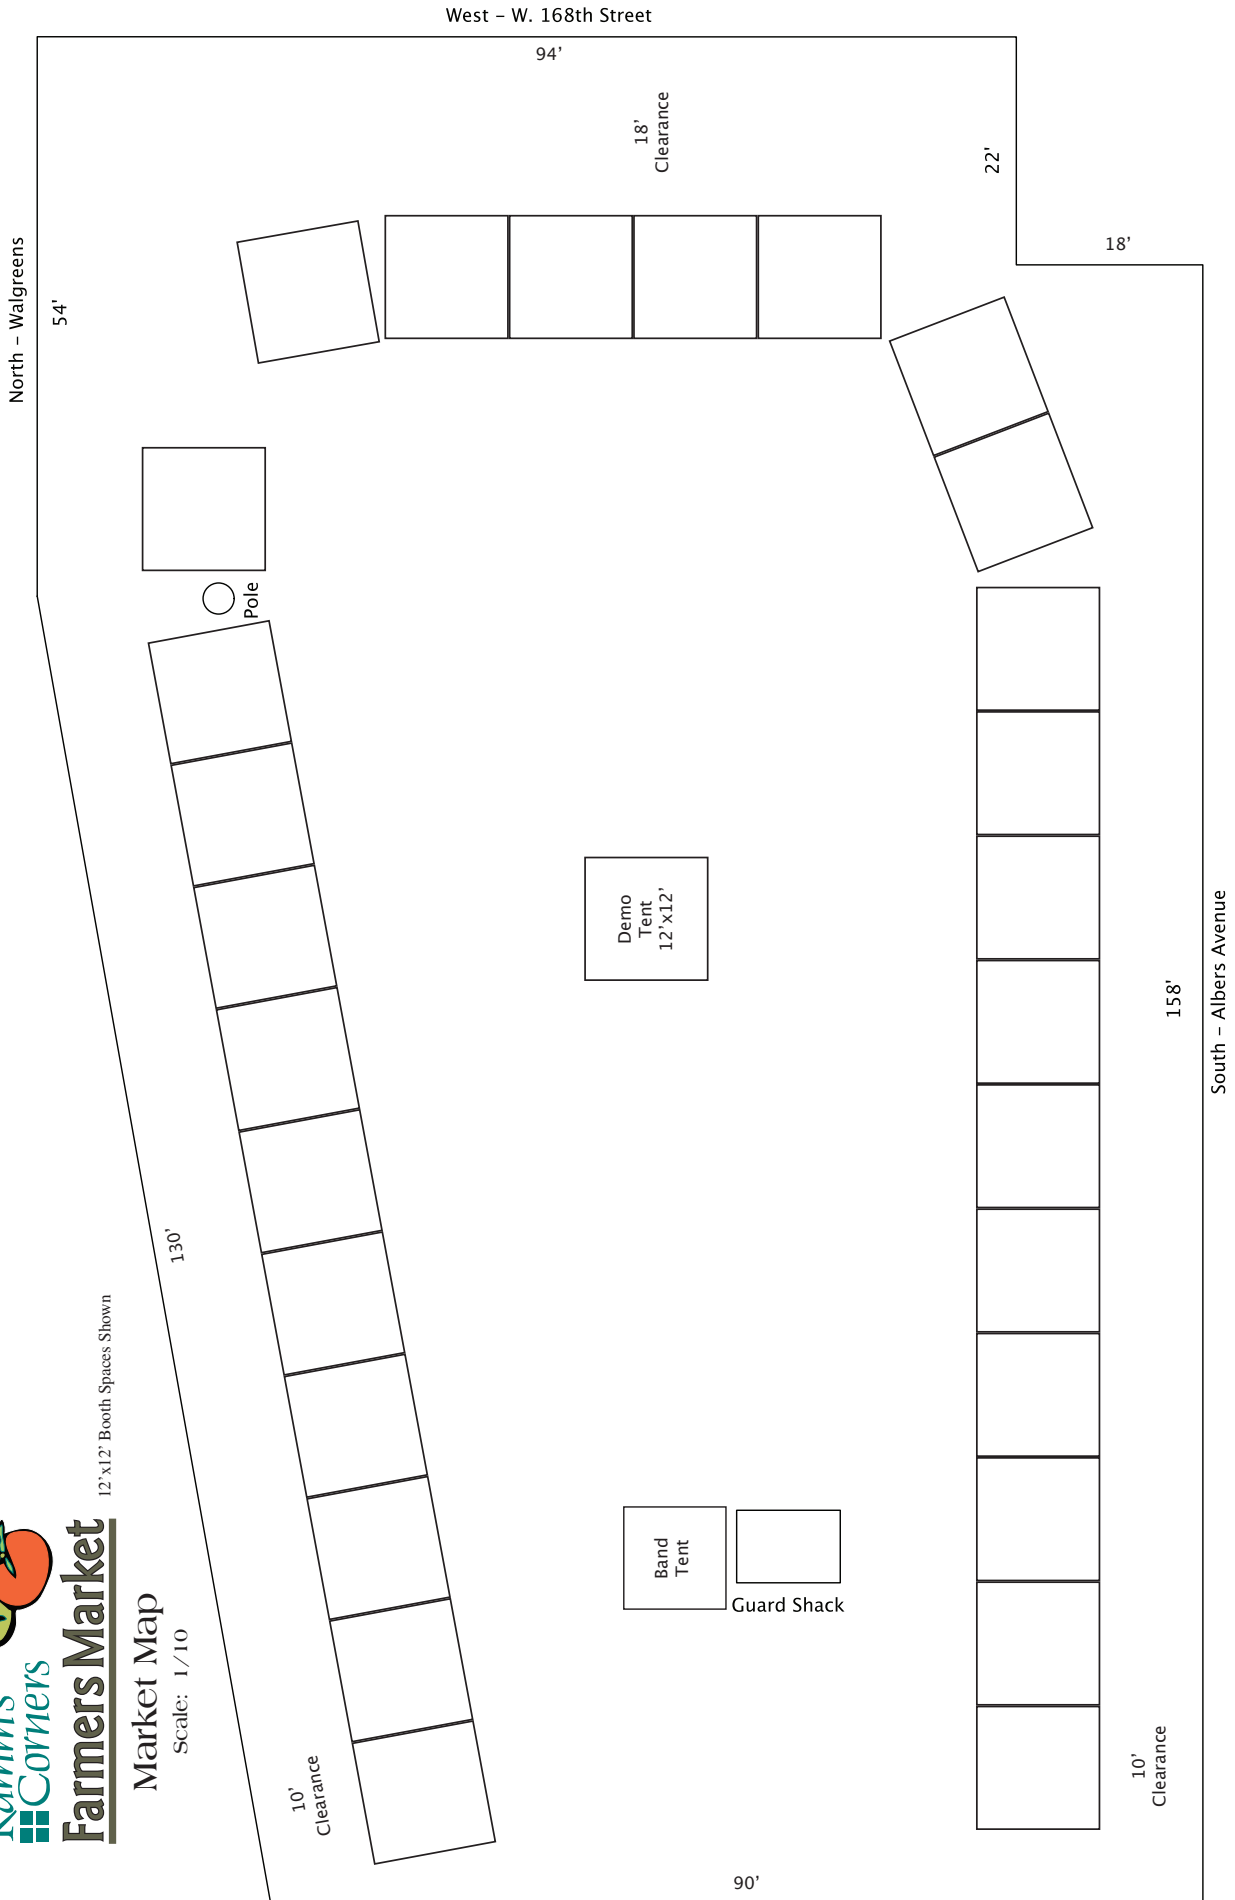 West – W. 168th Street
94’
18’
Clearance
22'
18’
North – Walgreens
54'
Pole
Demo
Tent
12’x12’
158'
South – Albers Avenue
130’
12’x12’ Booth Spaces Shown
Corners
Farmers Market
Market Map
Scale: 1/10
Band
Tent
Guard Shack
10’
Clearance
10’
Clearance
90’